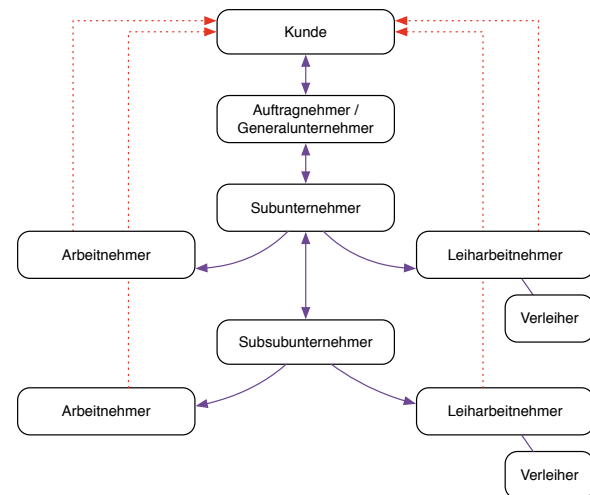 Kunde
Auftragnehmer /
Generalunternehmer
Subunternehmer
Arbeitnehmer
Leiharbeitnehmer
Verleiher
Subsubunternehmer
Arbeitnehmer
Leiharbeitnehmer
Verleiher